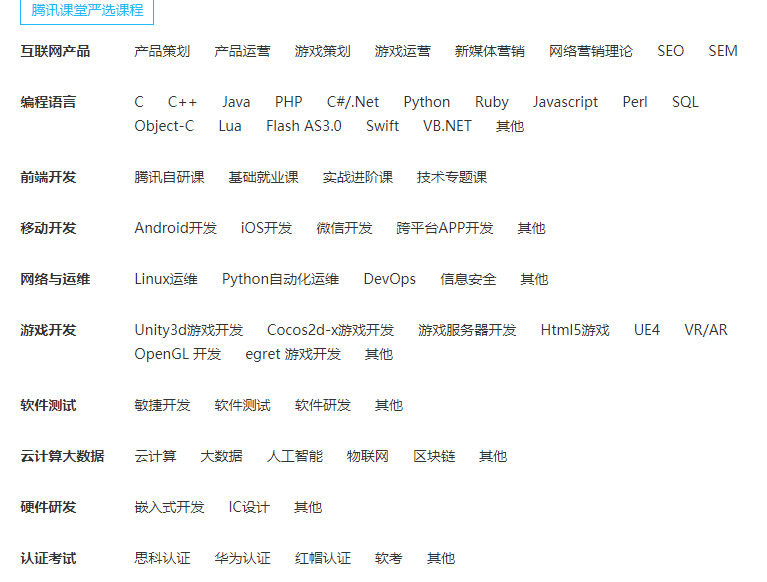 腾讯课堂严选课程
互联网产品 产品策划 产品运营 游戏策划 游戏运营 新媒体营销 网络营销理论 SEO SEM
编程语言 C C++ Java PHP C#/.Net Python Ruby Javascript Perl SQL
Object-C Lua Flash AS3.0 Swift VB.NET 其他
前端开发 腾讯自研课 基础就业课 实战进阶课 技术专题课
移动开发 Android开发 iOS开发 微信开发 跨平台APP开发 其他
网络与运维 Linux运维 Python自动化运维 DevOps 信息安全 其他
游戏开发 Unity3d游戏开发 Cocos2d-x游戏开发 游戏服务器开发 Html5游戏 UE4 VR/AR
OpenGL 开发 egret 游戏开发 其他
软件测试 敏捷开发 软件测试 软件研发 其他
云计算大数据 云计算 大数据 人工智能 物联网 区块链 其他
硬件研发 嵌入式开发 IC设计 其他
认证考试 思科认证 华为认证 红帽认证 软考 其他